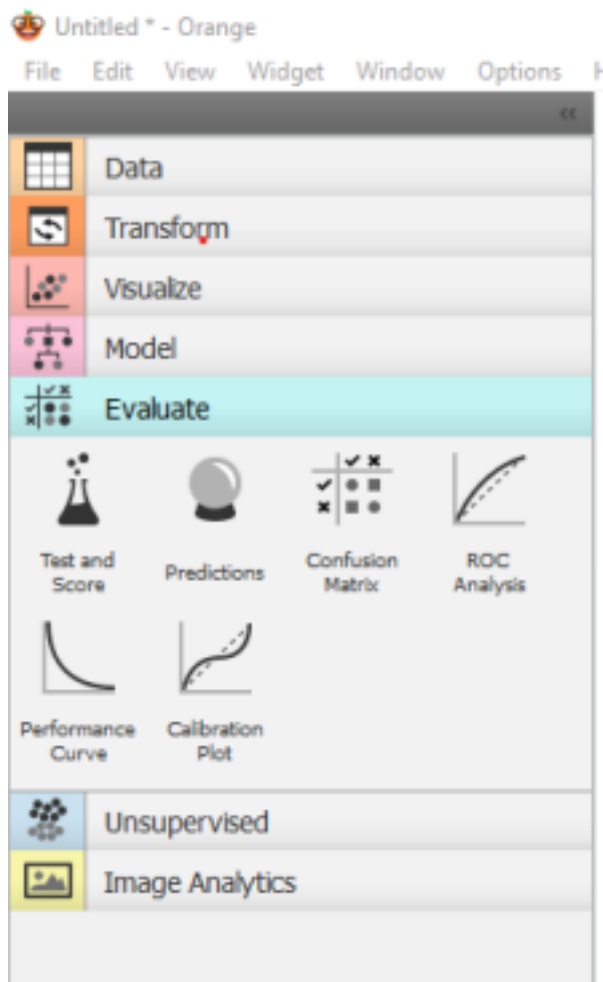 Untitled * - Orange
File Edit View Widget Window Options
Data
Transform
Visualize
Model
Evaluate
Test and Score
Predictions
Confusion Matrix
ROC Analysis
Performance Curve
Calibration Plot
Unsupervised
Image Analytics